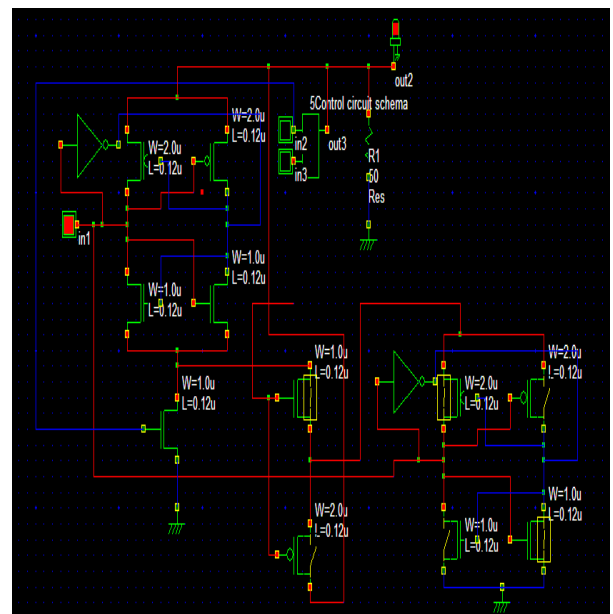 out2
5Control circuit schema
W=2.0u
L=0.12u
W=2.0u
L=0.12u
in2
out3
in3
R1
50
Res
in1
W=1.0u
L=0.12u
W=1.0u
L=0.12u
W=1.0u
L=0.12u
W=1.0u
L=0.12u
W=2.0u
L=0.12u
W=2.0u
L=0.12u
W=1.0u
L=0.12u
W=1.0u
L=0.12u
W=2.0u
L=0.12u